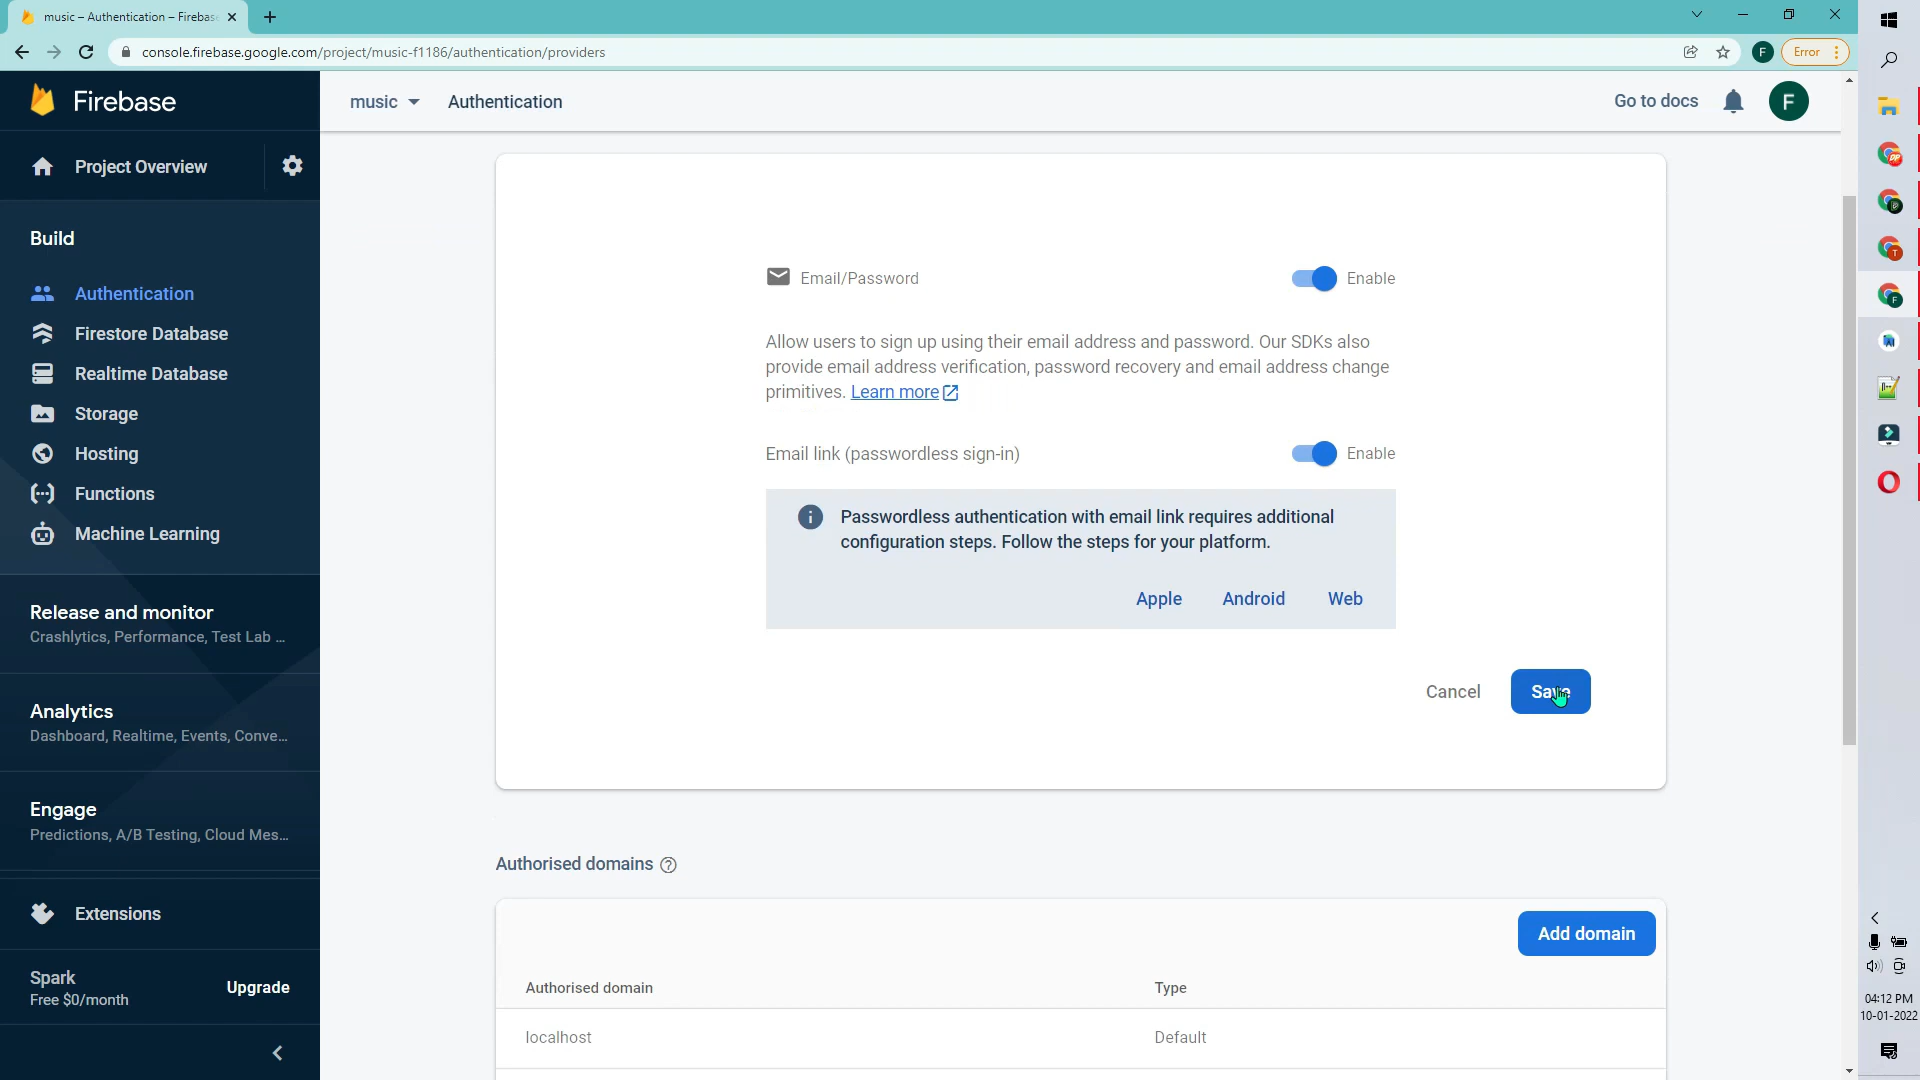 music – Authentication – Firebas
console.firebase.google.com/project/music-f1186/authentication/providers
F
Error
Firebase
music
Authentication
Go to docs
F
Project Overview
Build
Authentication
Firestore Database
Realtime Database
Storage
Hosting
Functions
Machine Learning
Release and monitor
Crashlytics, Performance, Test Lab ...
Analytics
Dashboard, Realtime, Events, Conve...
Engage
Predictions, A/B Testing, Cloud Mes...
Extensions
Spark
Free $0/month
Upgrade
Email/Password
Enable
Allow users to sign up using their email address and password. Our SDKs also
provide email address verification, password recovery and email address change
primitives. Learn more
Email link (passwordless sign-in)
Enable
Passwordless authentication with email link requires additional
configuration steps. Follow the steps for your platform.
Apple
Android
Web
Cancel
Save
Authorised domains
Add domain
Authorised domain
Type
localhost
Default
04:12 PM
10-01-2022